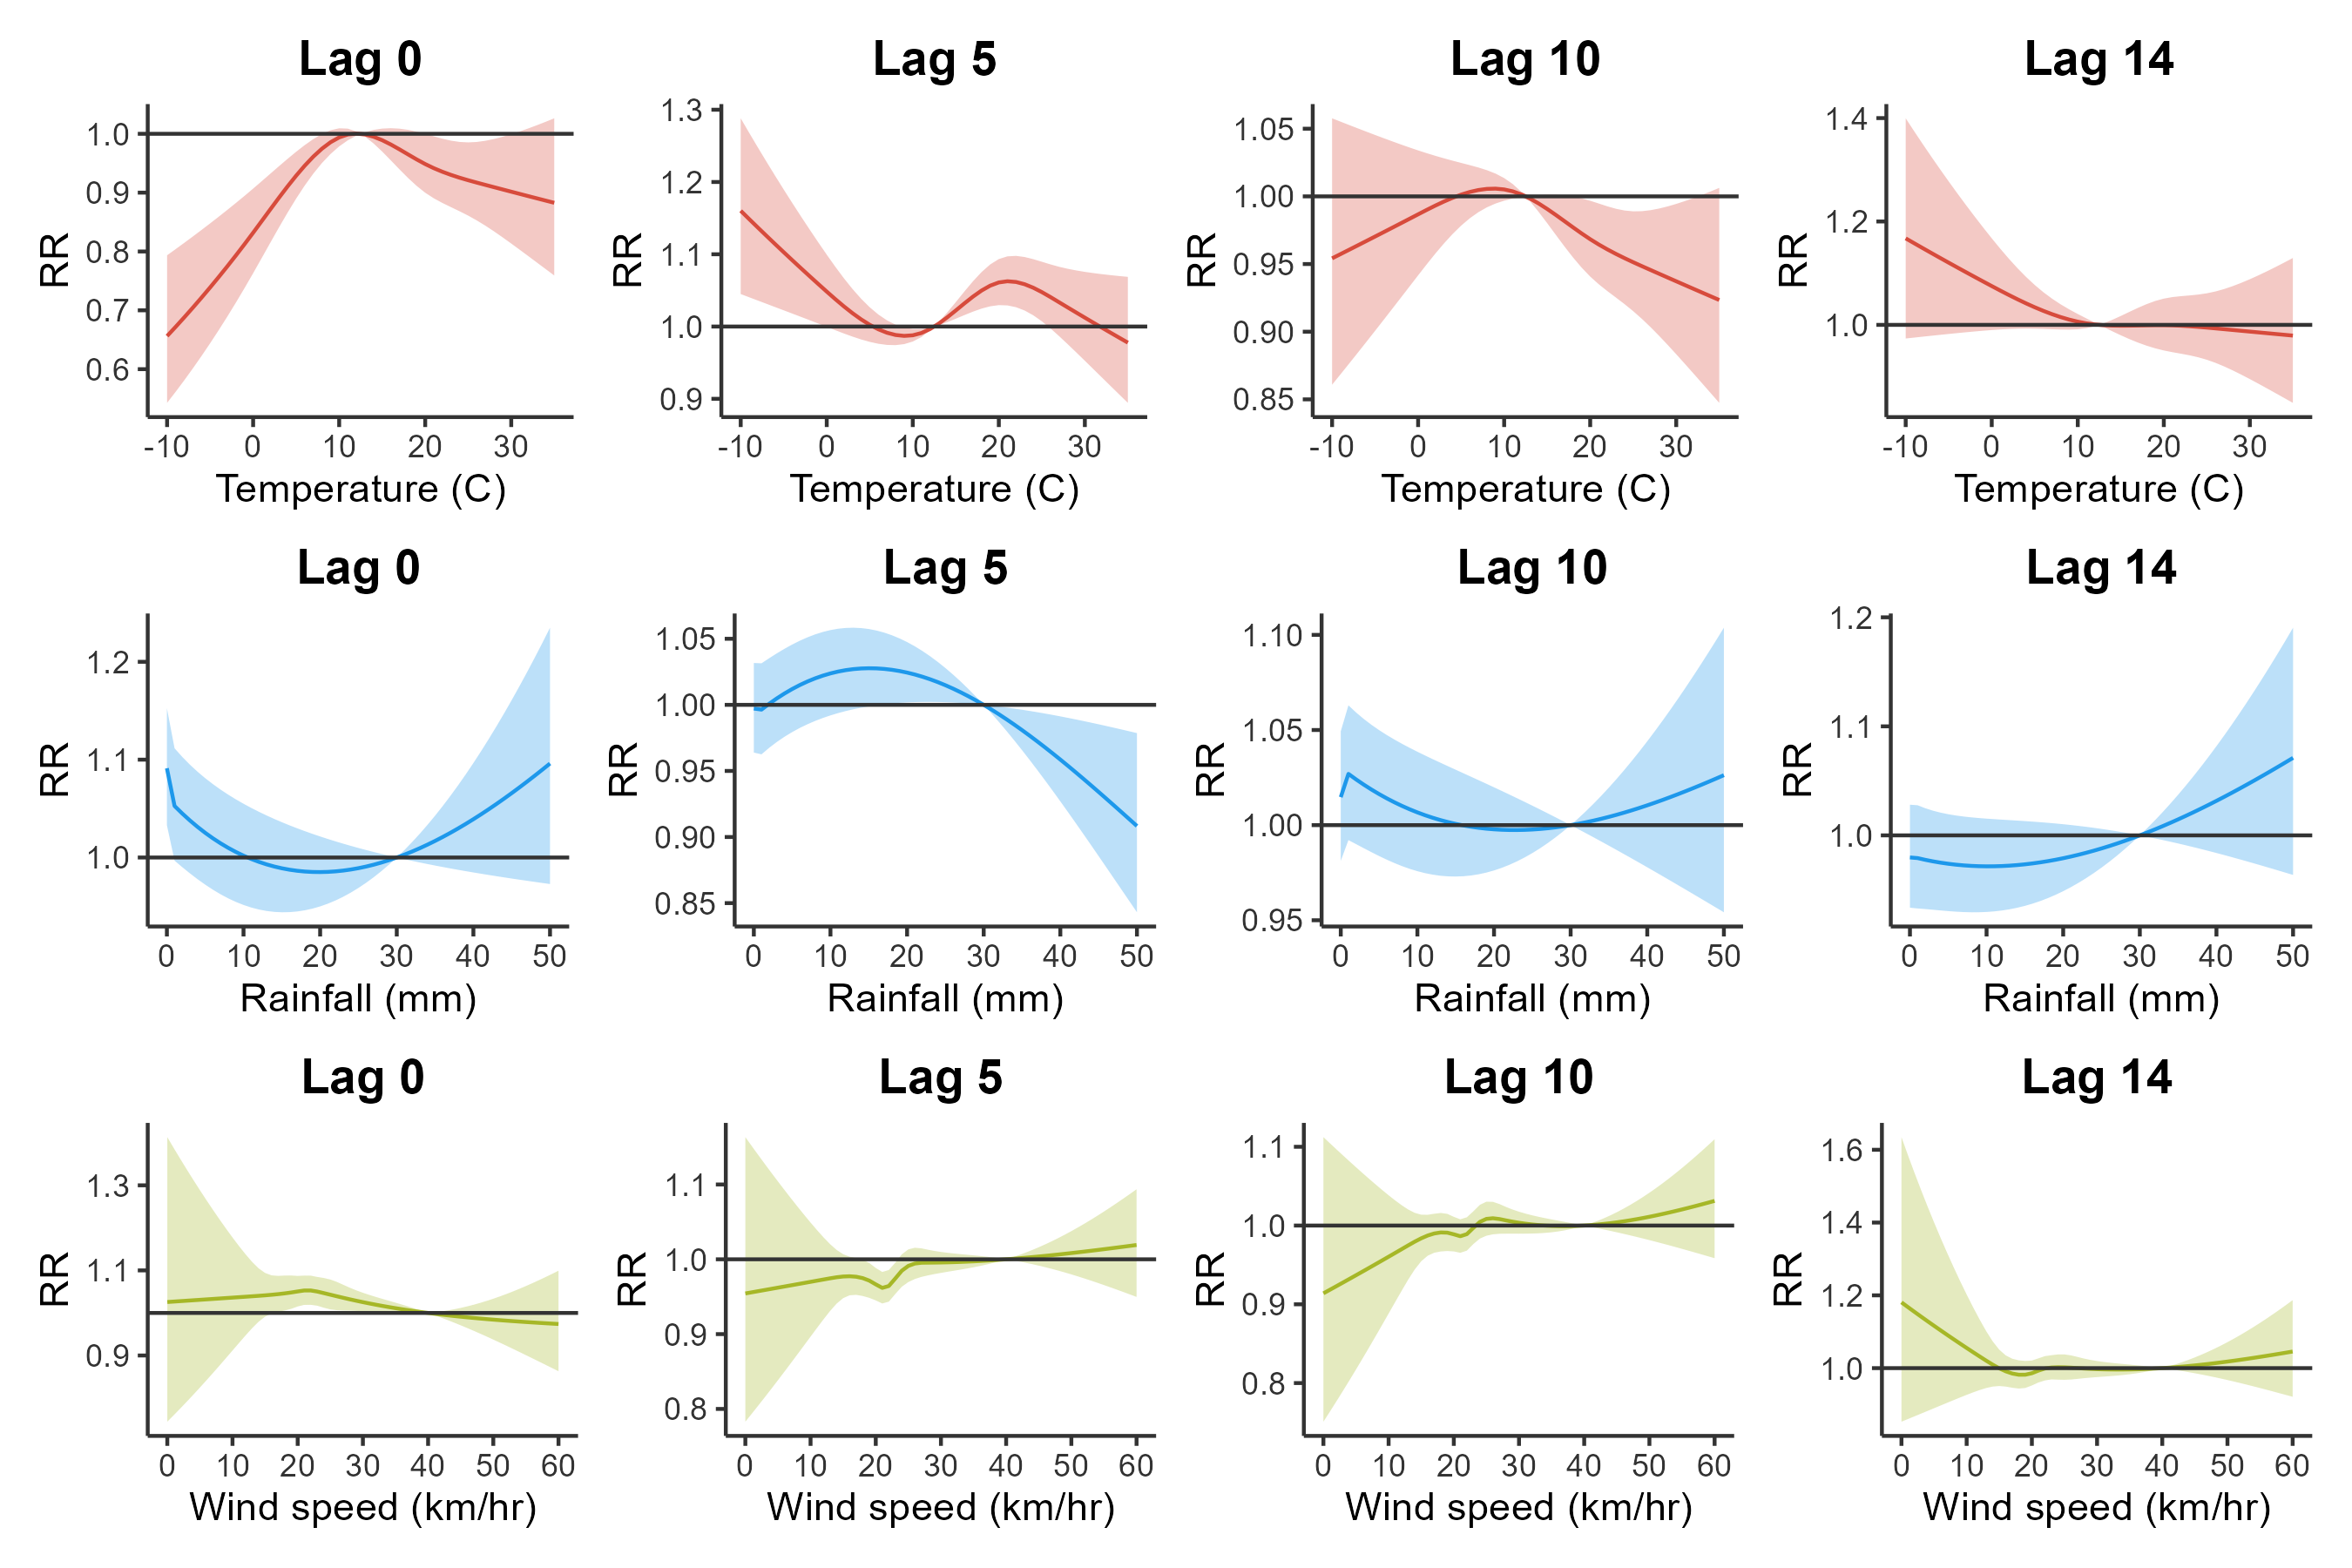 Lag 0
Lag 5
Lag 10
Lag 14
RR
1.0
0.9
0.8
0.7
0.6
-10 0 10 20 30
Temperature (C)
RR
1.3
1.2
1.1
1.0
0.9
-10 0 10 20 30
Temperature (C)
RR
1.05
1.00
0.95
0.90
0.85
-10 0 10 20 30
Temperature (C)
RR
1.4
1.2
1.0
-10 0 10 20 30
Temperature (C)
Lag 0
Lag 5
Lag 10
Lag 14
RR
1.2
1.1
1.0
0 10 20 30 40 50
Rainfall (mm)
RR
1.05
1.00
0.95
0.90
0.85
0 10 20 30 40 50
Rainfall (mm)
RR
1.10
1.05
1.00
0.95
0 10 20 30 40 50
Rainfall (mm)
RR
1.2
1.1
1.0
0 10 20 30 40 50
Rainfall (mm)
Lag 0
Lag 5
Lag 10
Lag 14
RR
1.3
1.1
0.9
0 10 20 30 40 50 60
Wind speed (km/hr)
RR
1.1
1.0
0.9
0.8
0 10 20 30 40 50 60
Wind speed (km/hr)
RR
1.1
1.0
0.9
0.8
0 10 20 30 40 50 60
Wind speed (km/hr)
RR
1.6
1.4
1.2
1.0
0 10 20 30 40 50 60
Wind speed (km/hr)